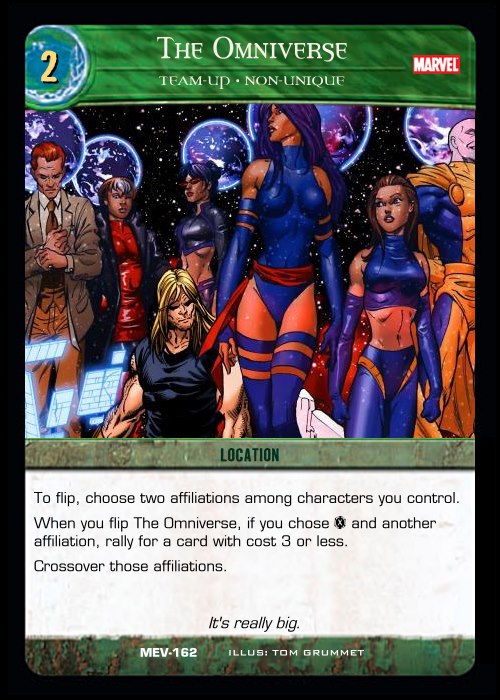 2
The Omniverse
MARVEL
Team-Up • Non-Unique
LOCATION
To flip, choose two affiliations among characters you control.
When you flip The Omniverse, if you chose and another
affiliation, rally for a card with cost 3 or less.
Crossover those affiliations.
It's really big.
MEV-162 ILLUS: TOM GRUMMET